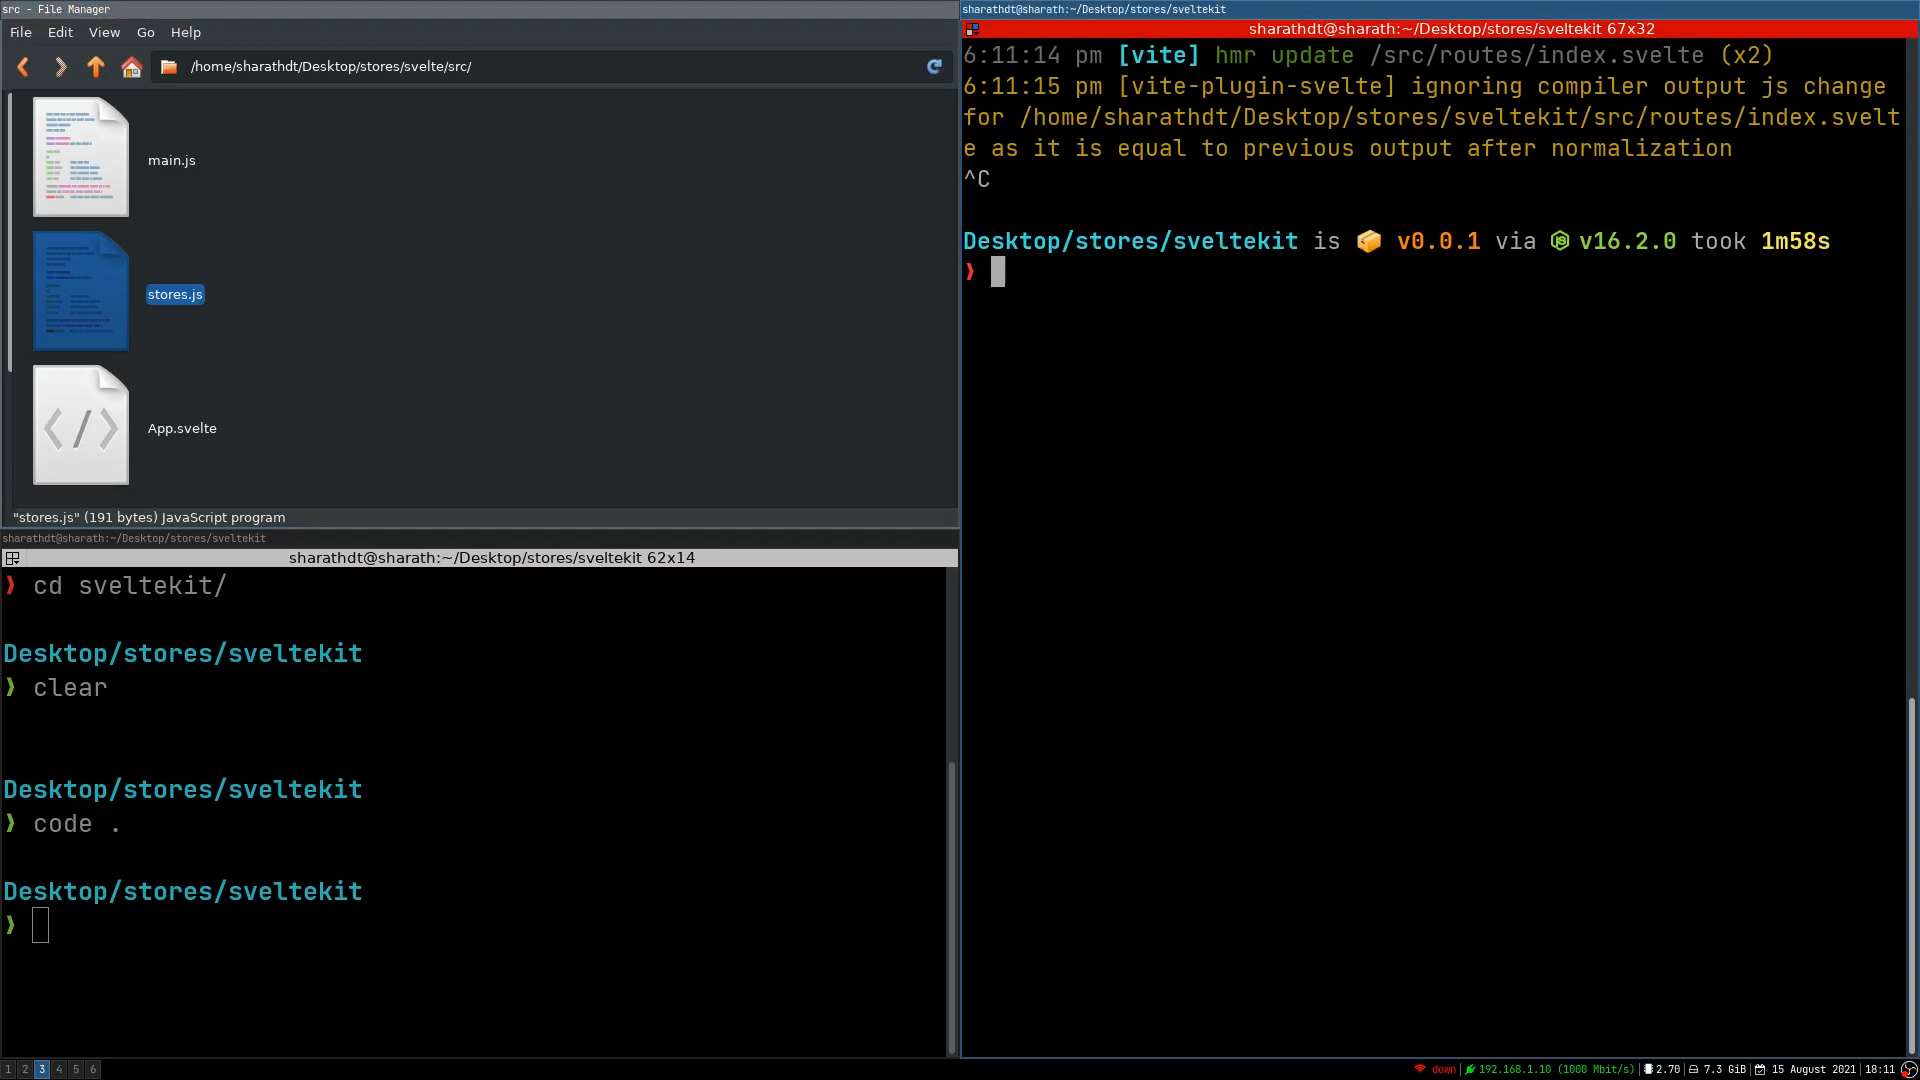 src - File Manager
File Edit View Go Help
/home/sharathdt/Desktop/stores/svelte/src/
main.js
stores.js
App.svelte
"stores.js" (191 bytes) JavaScript program
sharathdt@sharath:~/Desktop/stores/sveltekit
sharathdt@sharath:~/Desktop/stores/sveltekit 62x14
❯ cd sveltekit/
Desktop/stores/sveltekit
❯ clear
Desktop/stores/sveltekit
❯ code .
Desktop/stores/sveltekit
❯
sharathdt@sharath:~/Desktop/stores/sveltekit
sharathdt@sharath:~/Desktop/stores/sveltekit 67x32
6:11:14 pm [vite] hmr update /src/routes/index.svelte (x2)
6:11:15 pm [vite-plugin-svelte] ignoring compiler output js change
for /home/sharathdt/Desktop/stores/sveltekit/src/routes/index.svelt
e as it is equal to previous output after normalization
^C
Desktop/stores/sveltekit is 📦 v0.0.1 via v16.2.0 took 1m58s
❯
1 2 3 4 5 6
down | 192.168.1.10 (1000 Mbit/s) | 2.70 | 7.3 GiB | 15 August 2021 | 18:11